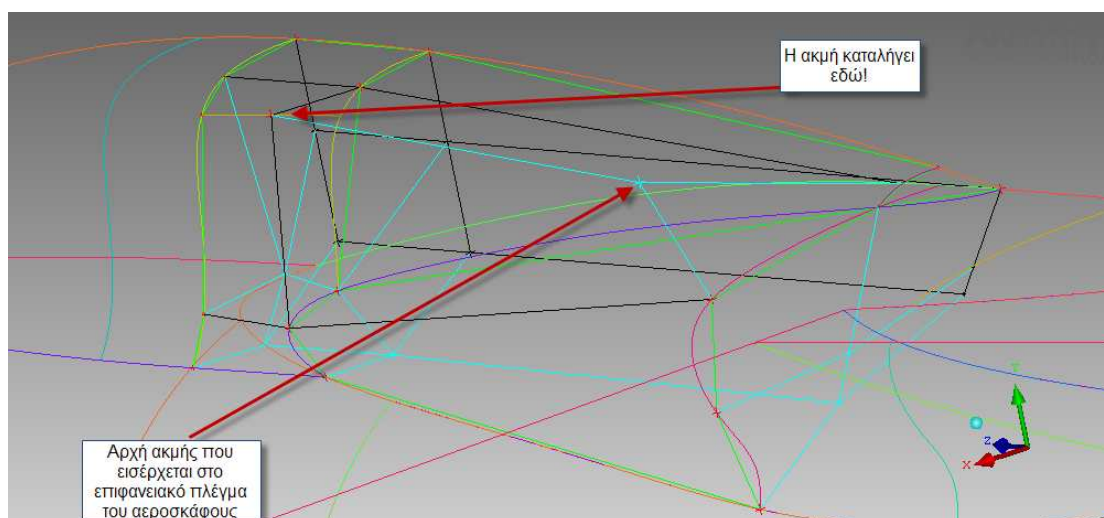 Η ακμή καταλήγει
εδώ!
Αρχή ακμής που
εισέρχεται στο
επιφανειακό πλέγμα
του αεροσκάφους
Y
Z
X